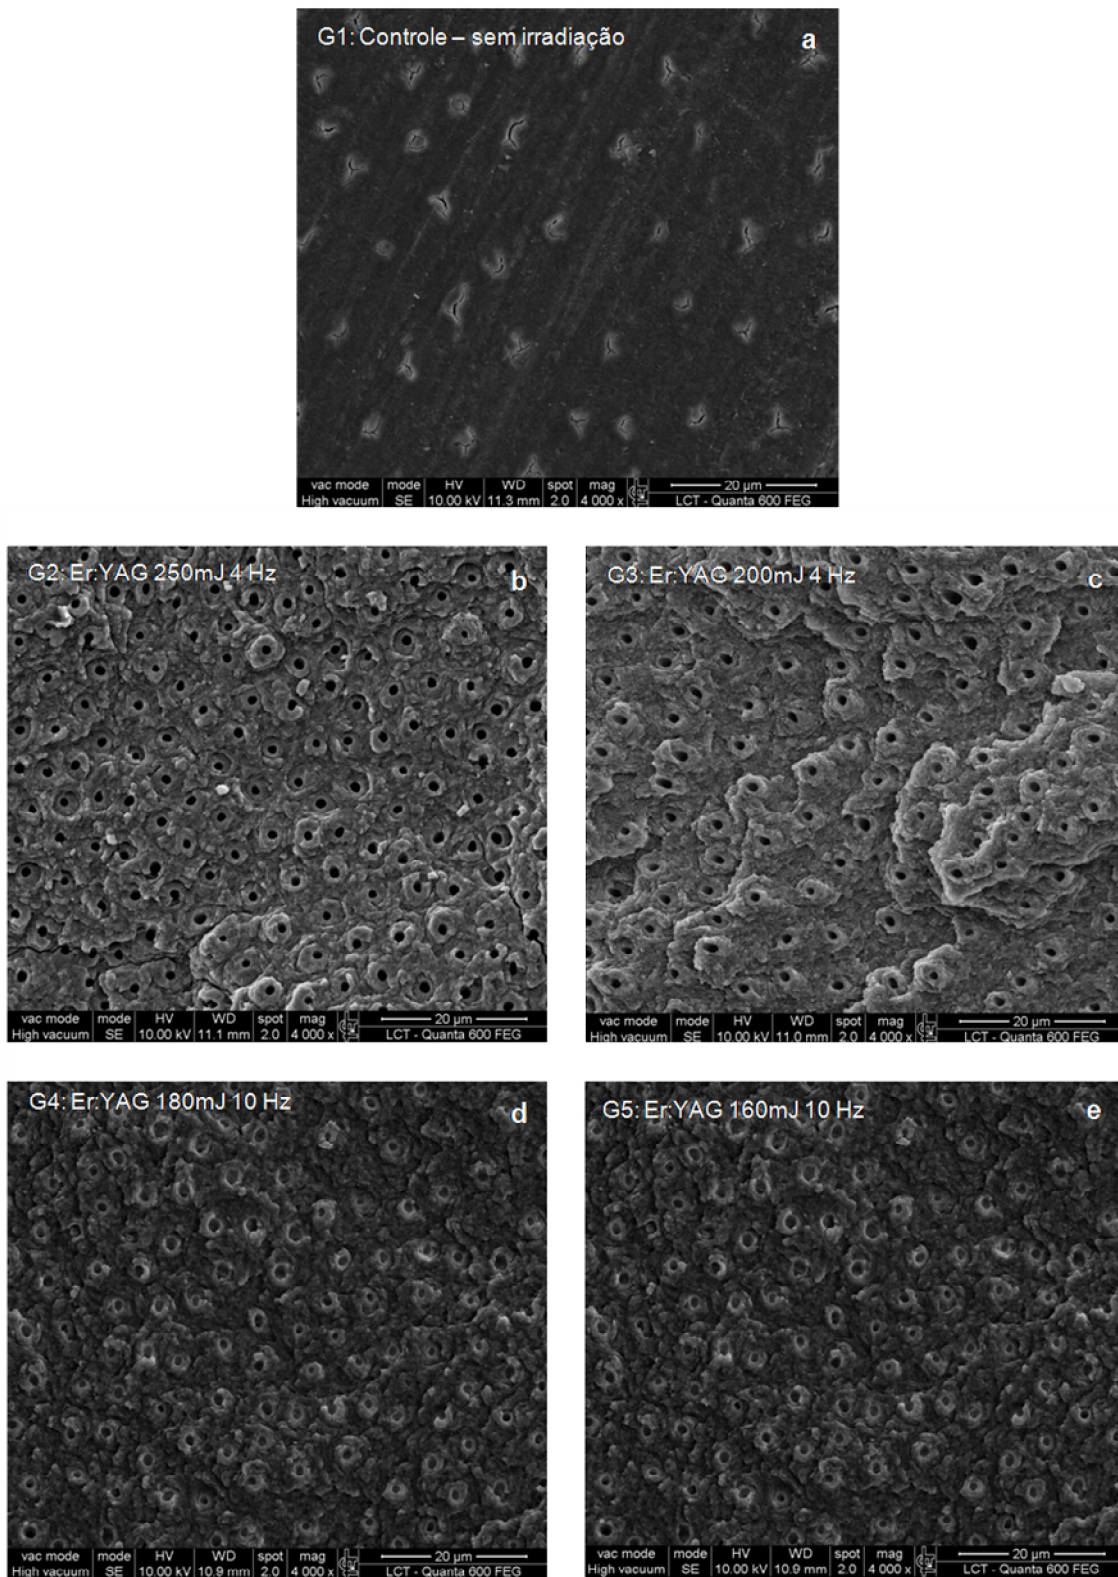 G1: Controle – sem irradiação a
vac mode mode HV WD spot mag 20 µm
High vacuum SE 10.00 kV 11.3 mm 2.0 4 000 x LCT - Quanta 600 FEG
G2: Er:YAG 250mJ 4 Hz b
vac mode mode HV WD spot mag 20 µm
High vacuum SE 10.00 kV 11.1 mm 2.0 4 000 x LCT - Quanta 600 FEG
G3: Er:YAG 200mJ 4 Hz c
vac mode mode HV WD spot mag 20 µm
High vacuum SE 10.00 kV 11.0 mm 2.0 4 000 x LCT - Quanta 600 FEG
G4: Er:YAG 180mJ 10 Hz d
vac mode mode HV WD spot mag 20 µm
High vacuum SE 10.00 kV 10.9 mm 2.0 4 000 x LCT - Quanta 600 FEG
G5: Er:YAG 160mJ 10 Hz e
vac mode mode HV WD spot mag 20 µm
High vacuum SE 10.00 kV 10.9 mm 2.0 4 000 x LCT - Quanta 600 FEG